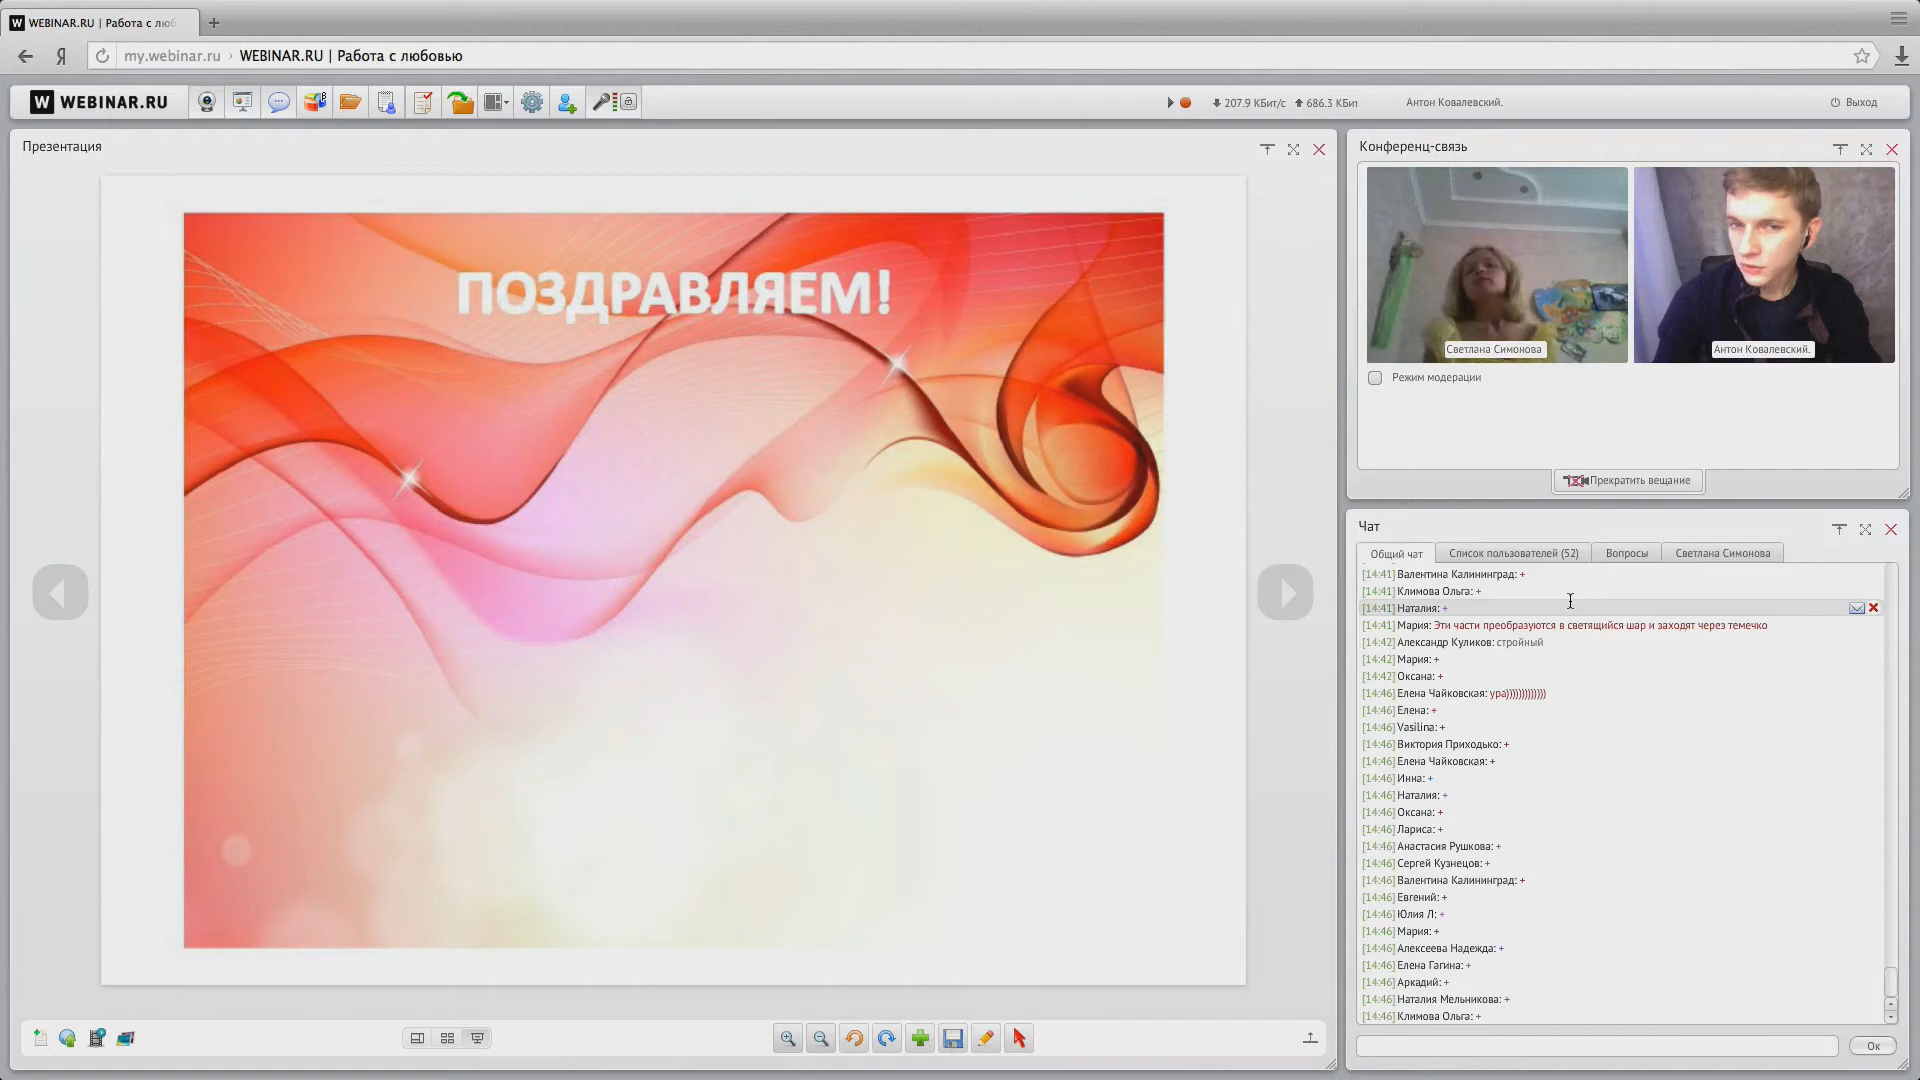 WEBINAR.RU | Работа с люб
my.webinar.ru › WEBINAR.RU | Работа с любовью
W WEBINAR.RU
207.9 КБит/с 686.3 КБип
Антон Ковалевский.
Выход
Презентация
ПОЗДРАВЛЯЕМ!
Конференц-связь
Светлана Симонова
Антон Ковалевский.
Режим модерации
Прекратить вещание
Чат
Общий чат
Список пользователей (52)
Вопросы
Светлана Симонова
[14:41] Валентина Калининград: +
[14:41] Климова Ольга: +
[14:41] Наталия: +
[14:41] Мария: Эти части преобразуются в светящийся шар и заходят через темечко
[14:42] Александр Куликов: стройный
[14:42] Мария: +
[14:42] Оксана: +
[14:46] Елена Чайковская: ура)))))))))))))
[14:46] Елена: +
[14:46] Vasilina: +
[14:46] Виктория Приходько: +
[14:46] Елена Чайковская: +
[14:46] Инна: +
[14:46] Наталия: +
[14:46] Оксана: +
[14:46] Лариса: +
[14:46] Анастасия Рушкова: +
[14:46] Сергей Кузнецов: +
[14:46] Валентина Калининград: +
[14:46] Евгений: +
[14:46] Юлия Л: +
[14:46] Мария: +
[14:46] Алексеева Надежда: +
[14:46] Елена Гагина: +
[14:46] Аркадий: +
[14:46] Наталия Мельникова: +
[14:46] Климова Ольга: +
Ок